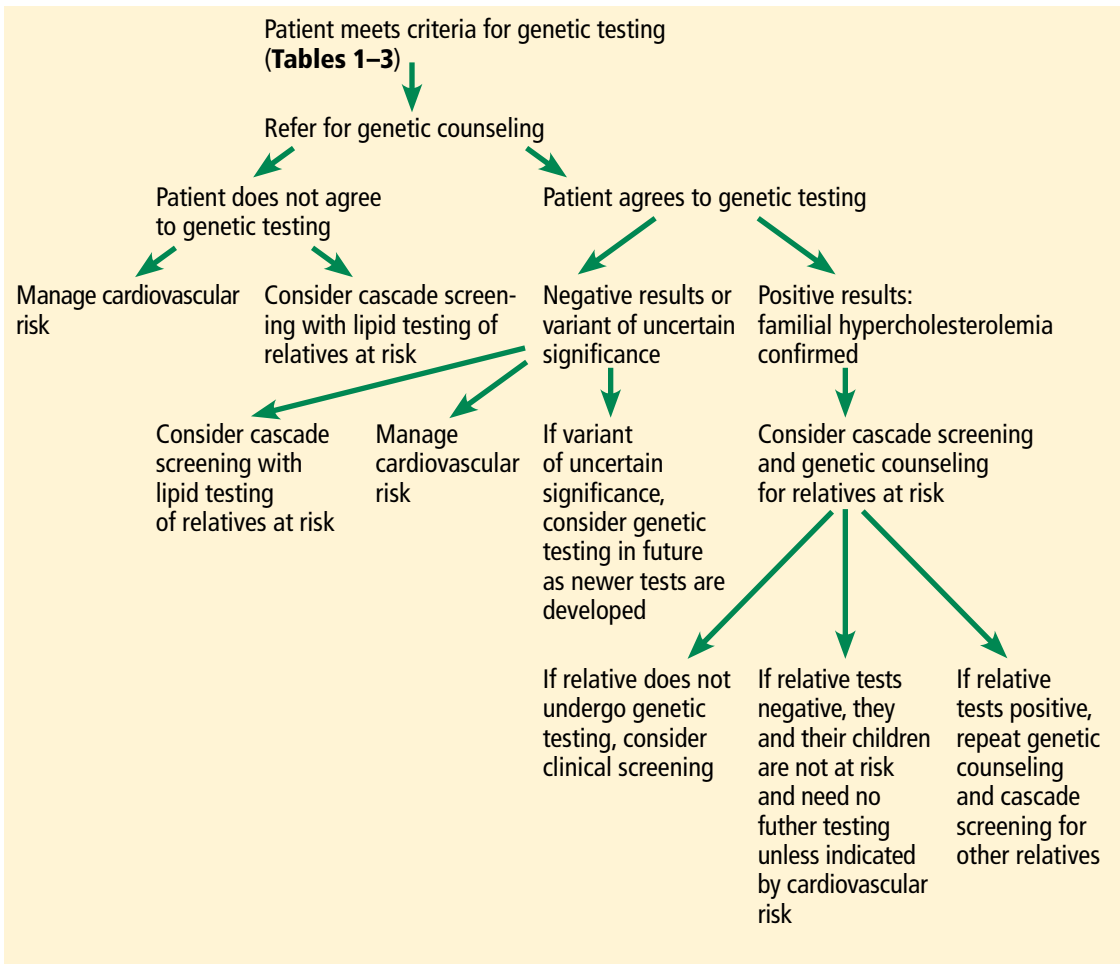 Patient meets criteria for genetic testing
(Tables 1–3)
Refer for genetic counseling
Patient does not agree
to genetic testing
Patient agrees to genetic testing
Manage cardiovascular
risk
Consider cascade screen-
ing with lipid testing of
relatives at risk
Negative results or
variant of uncertain
significance
Positive results:
familial hypercholesterolemia
confirmed
Consider cascade
screening with
lipid testing
of relatives at risk
Manage
cardiovascular
risk
If variant
of uncertain
significance,
consider genetic
testing in future
as newer tests are
developed
Consider cascade screening
and genetic counseling
for relatives at risk
If relative does not
undergo genetic
testing, consider
clinical screening
If relative tests
negative, they
and their children
are not at risk
and need no
futher testing
unless indicated
by cardiovascular
risk
If relative
tests positive,
repeat genetic
counseling
and cascade
screening for
other relatives